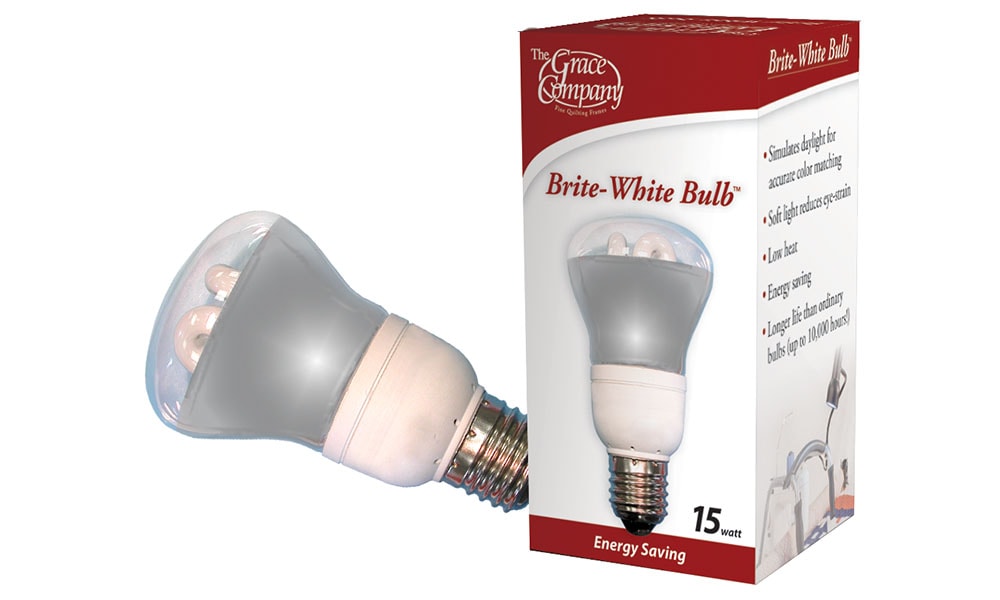 The
Grace
Company
Fine Quilting Frames
Brite-White Bulb™
15 watt
Energy Saving
Brite-White Bulb™
• Simulates daylight for
accurate color matching
• Soft light reduces eye-strain
• Low heat
• Energy saving
• Longer life than ordinary
bulbs (up to 10,000 hours!)